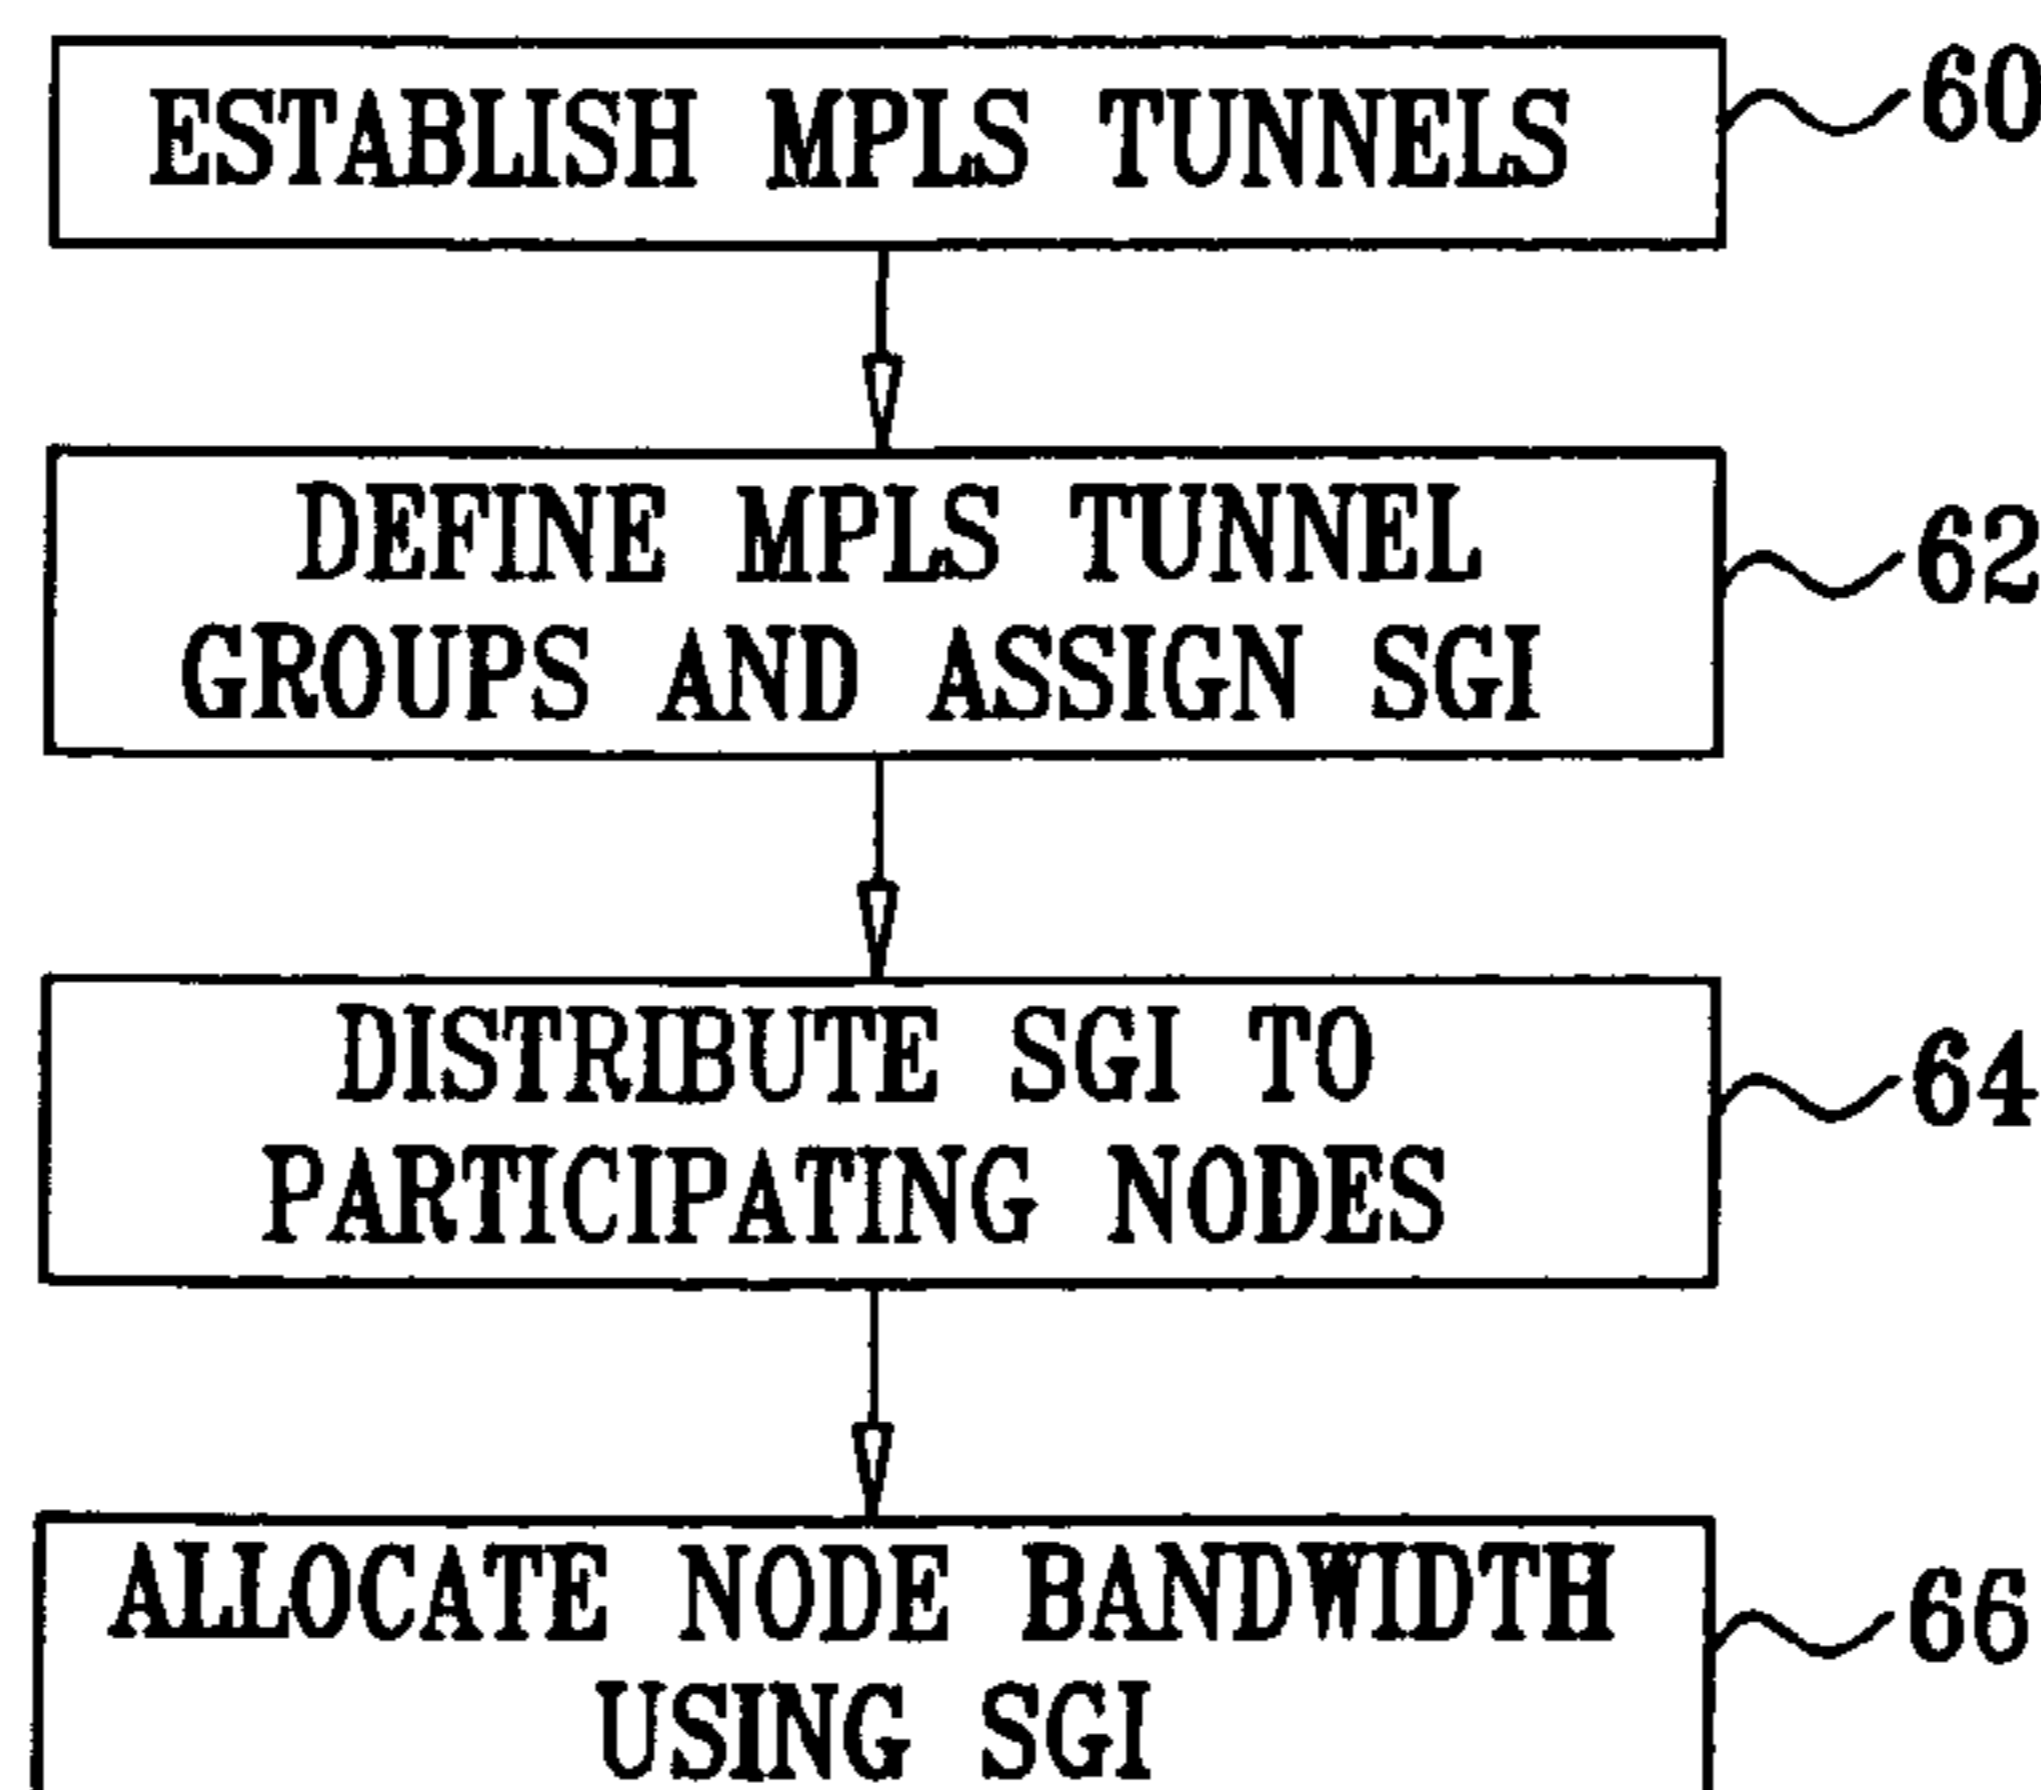 ESTABLISH MPLS TUNNELS
60
DEFINE MPLS TUNNEL
GROUPS AND ASSIGN SGI
62
DISTRIBUTE SGI TO
PARTICIPATING NODES
64
ALLOCATE NODE BANDWIDTH
USING SGI
66